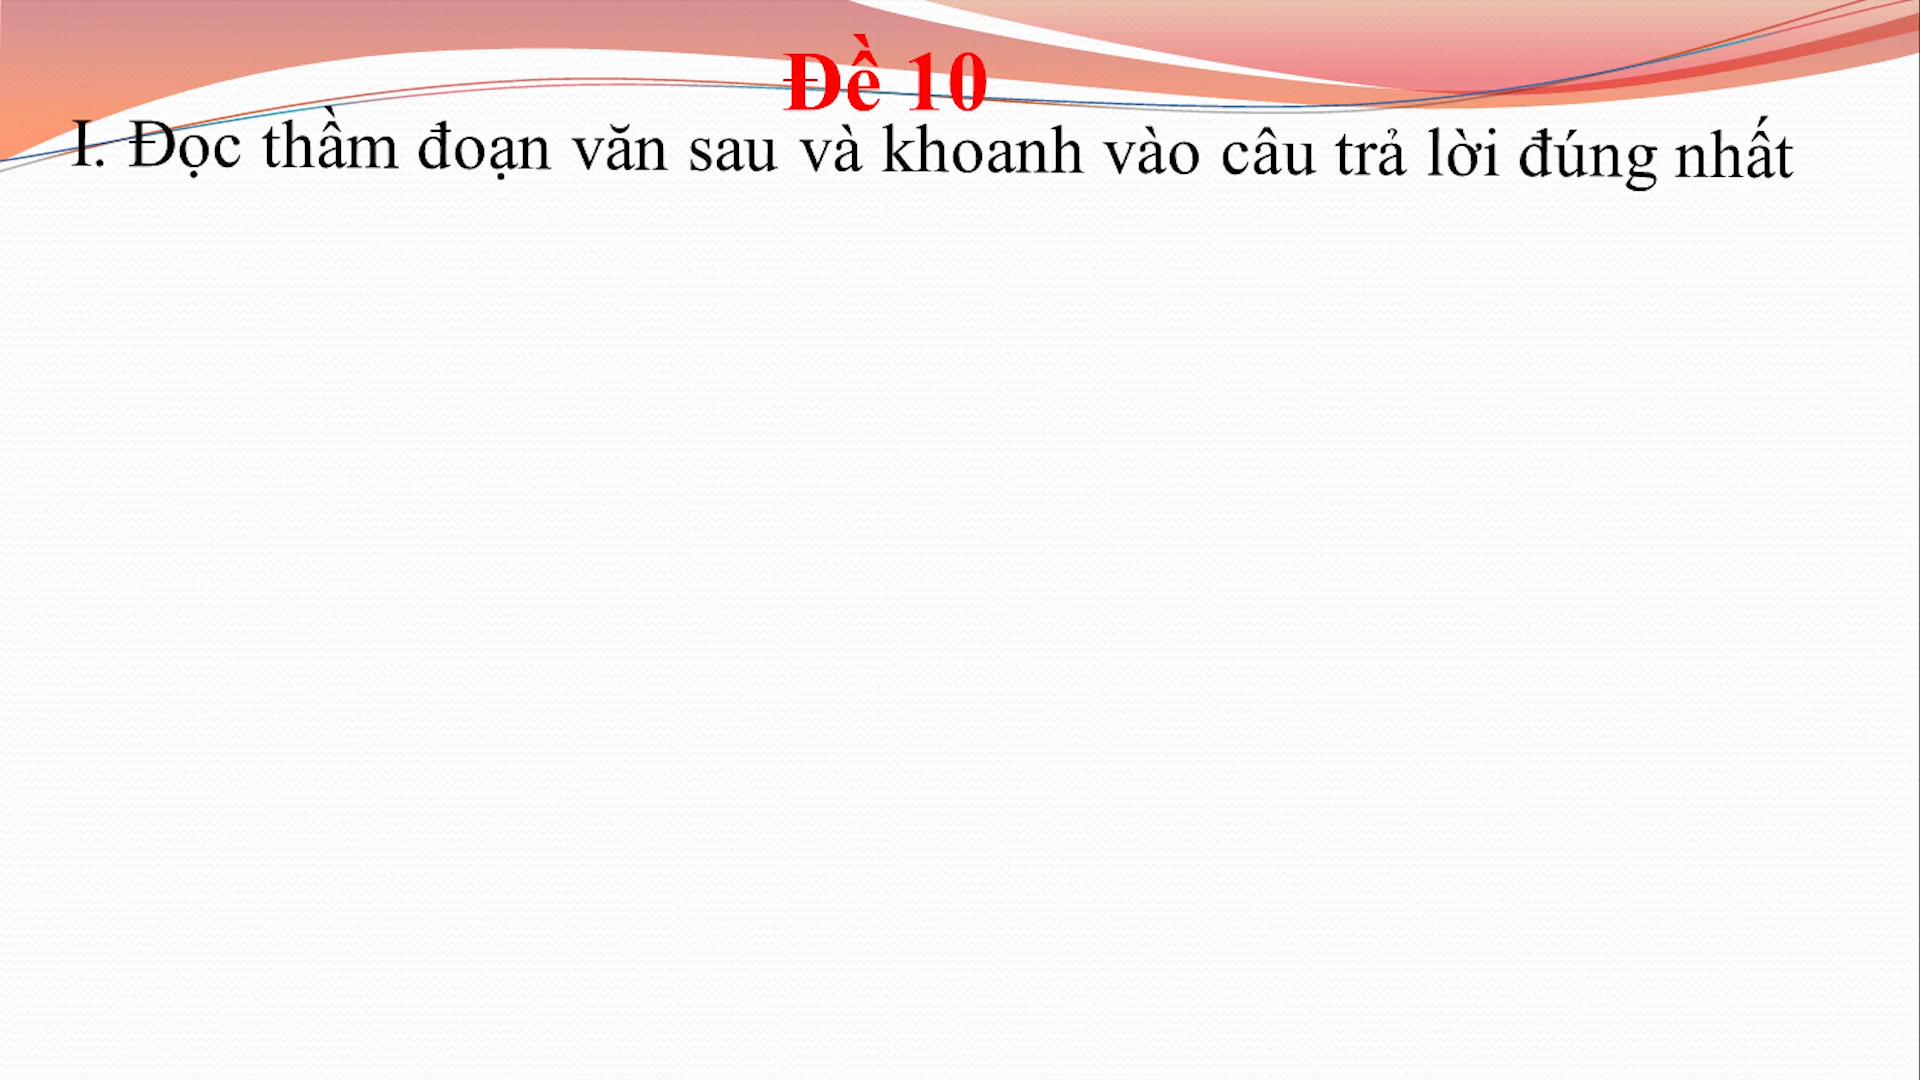 Đề 10
I. Đọc thầm đoạn văn sau và khoanh vào câu trả lời đúng nhất